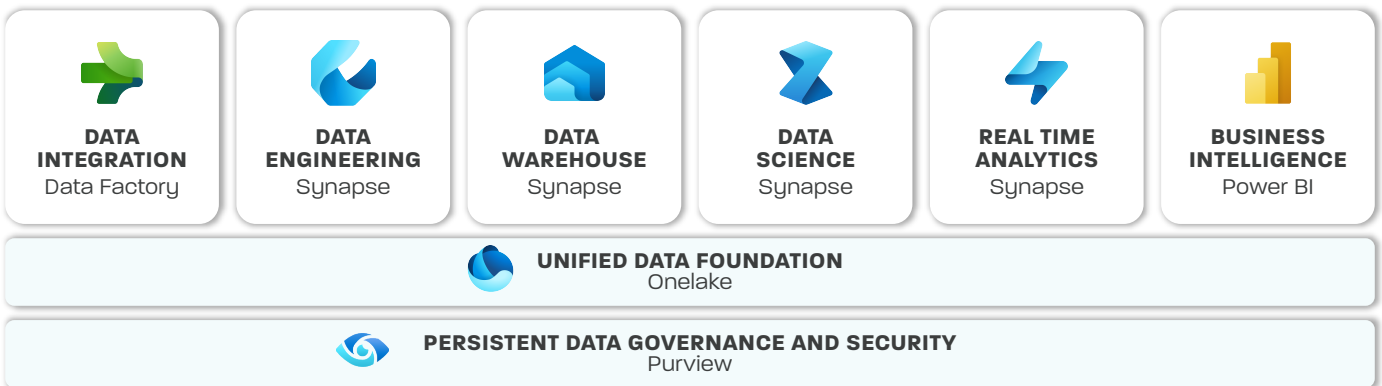 DATA
INTEGRATION
Data Factory
DATA
ENGINEERING
Synapse
DATA
WAREHOUSE
Synapse
DATA
SCIENCE
Synapse
REAL TIME
ANALYTICS
Synapse
BUSINESS
INTELLIGENCE
Power BI
UNIFIED DATA FOUNDATION
Onelake
PERSISTENT DATA GOVERNANCE AND SECURITY
Purview